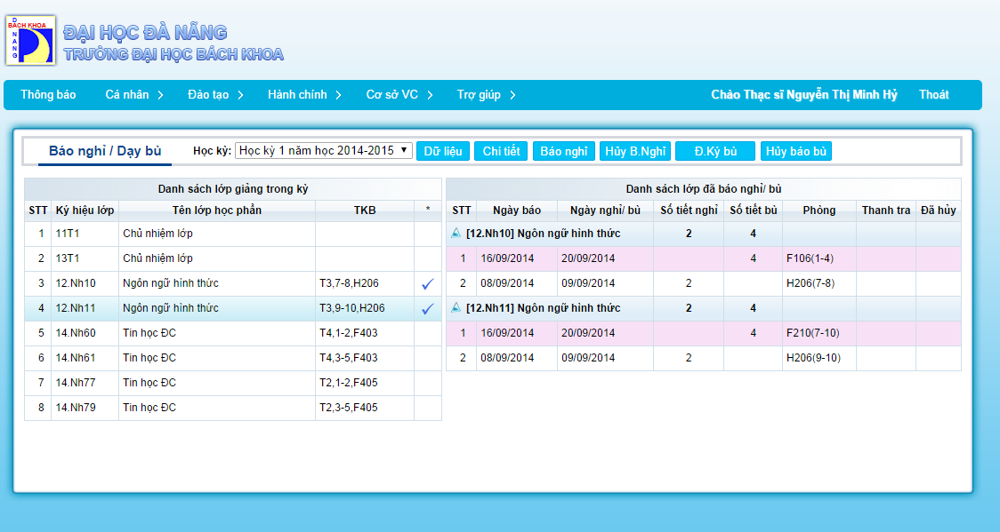 D
BÁCH KHOA
N
A
N
G
ĐẠI HỌC ĐÀ NẴNG
TRƯỜNG ĐẠI HỌC BÁCH KHOA
Thông báo Cá nhân Đào tạo Hành chính Cơ sở VC Trợ giúp Chào Thạc sĩ Nguyễn Thị Minh Hỷ Thoát
Báo nghỉ / Dạy bù Học kỳ: Học kỳ 1 năm học 2014-2015 Dữ liệu Chi tiết Báo nghỉ Hủy B.Nghỉ Đ.Ký bù Hủy báo bù
Danh sách lớp giảng trong kỳ
STT Ký hiệu lớp Tên lớp học phần TKB *
1 11T1 Chủ nhiệm lớp
2 13T1 Chủ nhiệm lớp
3 12.Nh10 Ngôn ngữ hình thức T3,7-8,H206
4 12.Nh11 Ngôn ngữ hình thức T3,9-10,H206
5 14.Nh60 Tin học ĐC T4,1-2,F403
6 14.Nh61 Tin học ĐC T4,3-5,F403
7 14.Nh77 Tin học ĐC T2,1-2,F405
8 14.Nh79 Tin học ĐC T2,3-5,F405
Danh sách lớp đã báo nghỉ/ bù
STT Ngày báo Ngày nghỉ/ bù Số tiết nghỉ Số tiết bù Phòng Thanh tra Đã hủy
[12.Nh10] Ngôn ngữ hình thức 2 4
1 16/09/2014 20/09/2014 4 F106(1-4)
2 08/09/2014 09/09/2014 2 H206(7-8)
[12.Nh11] Ngôn ngữ hình thức 2 4
1 16/09/2014 20/09/2014 4 F210(7-10)
2 08/09/2014 09/09/2014 2 H206(9-10)